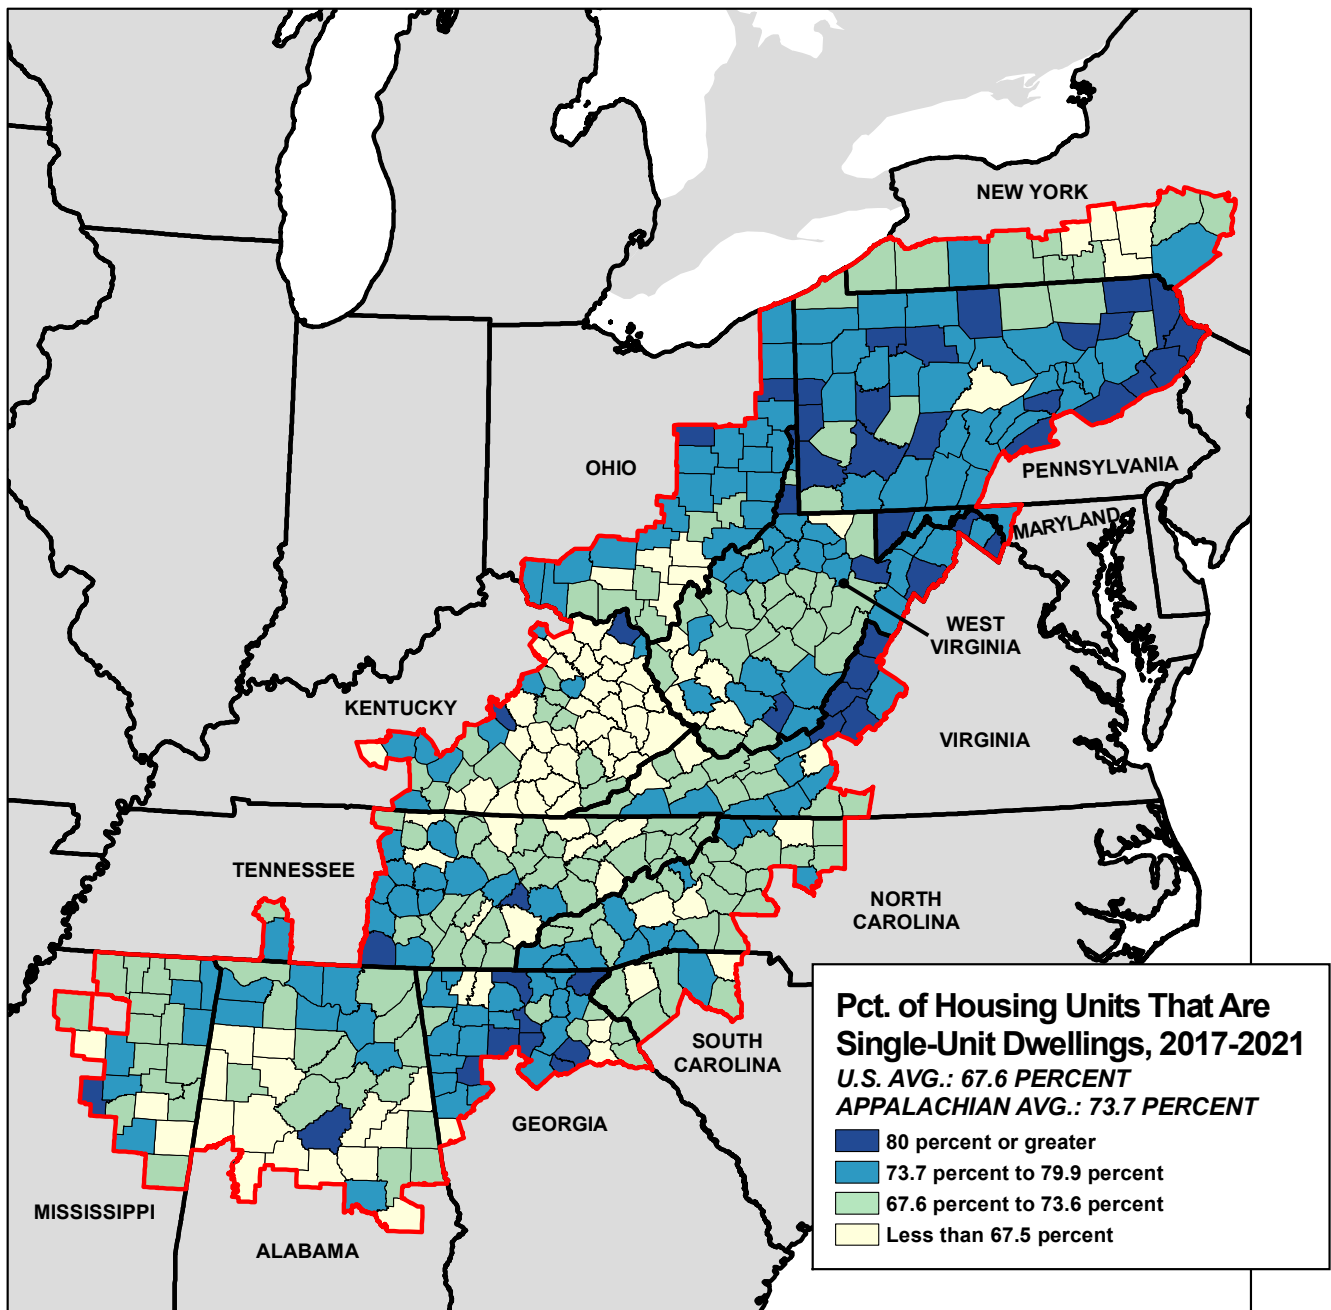 NEW YORK
OHIO
PENNSYLVANIA
MARYLAND
WEST
VIRGINIA
KENTUCKY
VIRGINIA
TENNESSEE
NORTH
CAROLINA
SOUTH
CAROLINA
GEORGIA
MISSISSIPPI
ALABAMA
Pct. of Housing Units That Are
Single-Unit Dwellings, 2017-2021
U.S. AVG.: 67.6 PERCENT
APPALACHIAN AVG.: 73.7 PERCENT
80 percent or greater
73.7 percent to 79.9 percent
67.6 percent to 73.6 percent
Less than 67.5 percent